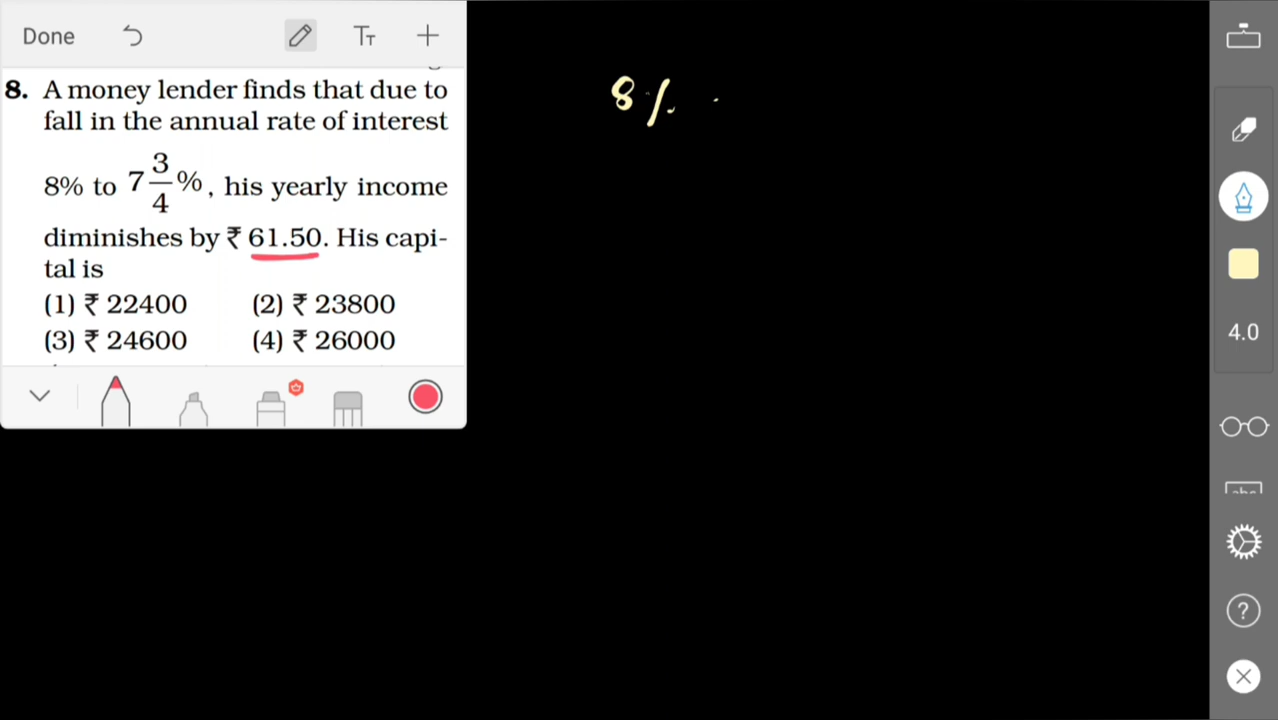 Done
8. A money lender finds that due to
fall in the annual rate of interest
8% to 7 3/4 %, his yearly income
diminishes by ₹ 61.50. His capi-
tal is
(1) ₹ 22400 (2) ₹ 23800
(3) ₹ 24600 (4) ₹ 26000
8 %
4.0